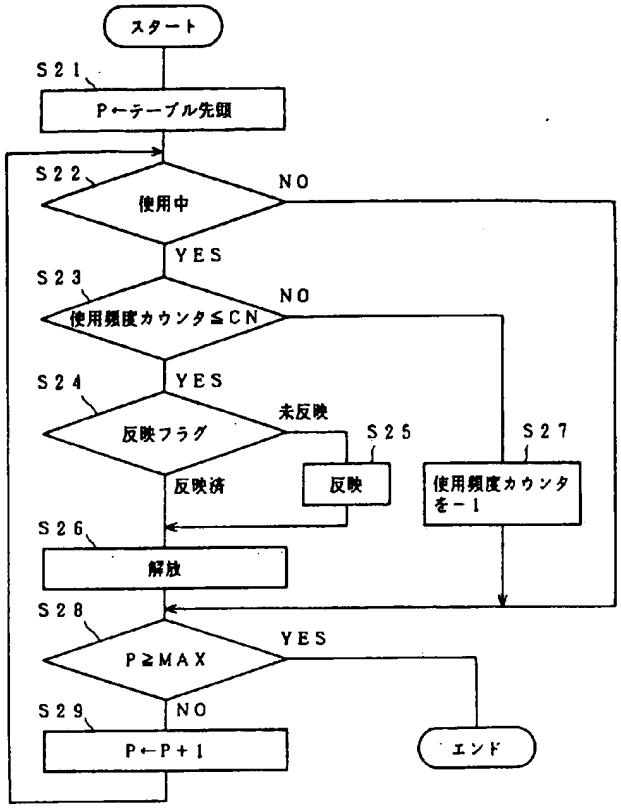 スタート
S21
P←テーブル先頭
S22
使用中
NO
YES
S23
使用頻度カウンタ≦CN
NO
YES
S24
反映フラグ
未反映
反映済
S25
反映
S27
使用頻度カウンタ
を-1
S26
解放
S28
P≧MAX
YES
NO
S29
P←P+1
エンド